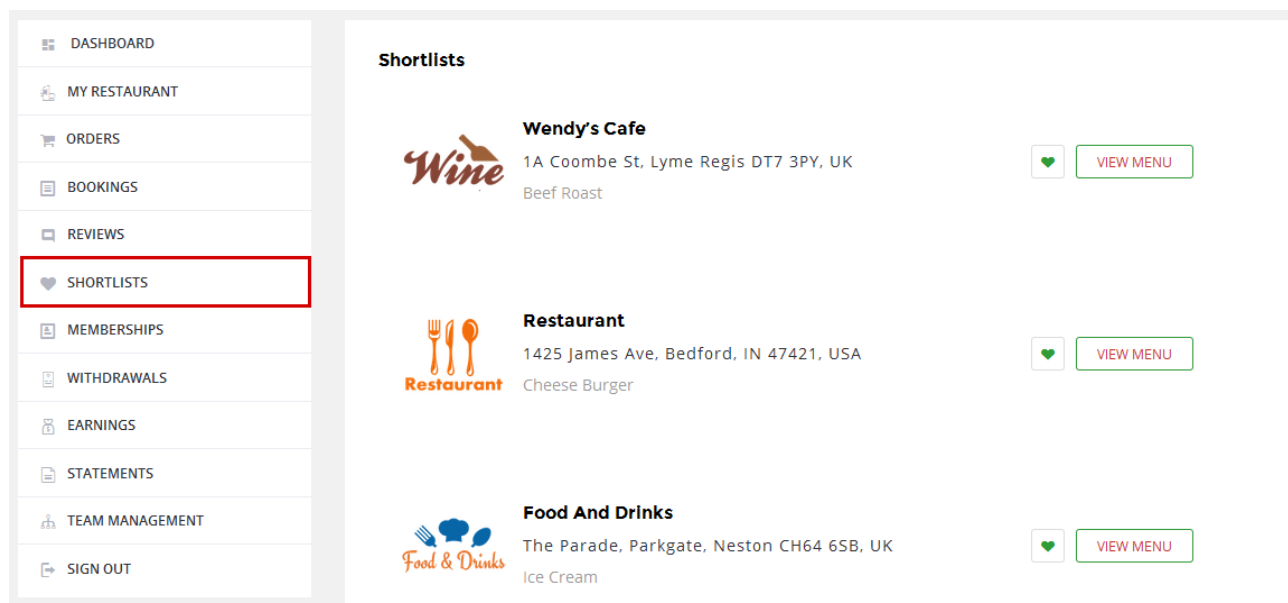 DASHBOARD
MY RESTAURANT
ORDERS
BOOKINGS
REVIEWS
SHORTLISTS
MEMBERSHIPS
WITHDRAWALS
EARNINGS
STATEMENTS
TEAM MANAGEMENT
SIGN OUT
Shortlists
Wine
Wendy's Cafe
1A Coombe St, Lyme Regis DT7 3PY, UK
Beef Roast
VIEW MENU
Restaurant
Restaurant
1425 James Ave, Bedford, IN 47421, USA
Cheese Burger
VIEW MENU
Food & Drinks
Food And Drinks
The Parade, Parkgate, Neston CH64 6SB, UK
Ice Cream
VIEW MENU